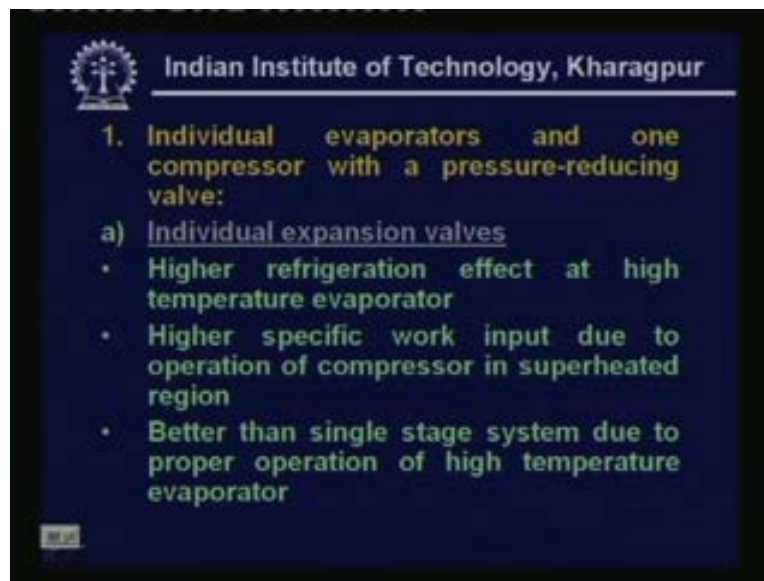 Indian Institute of Technology, Kharagpur
1. Individual evaporators and one
compressor with a pressure-reducing
valve:
a) Individual expansion valves
• Higher refrigeration effect at high
temperature evaporator
• Higher specific work input due to
operation of compressor in superheated
region
• Better than single stage system due to
proper operation of high temperature
evaporator